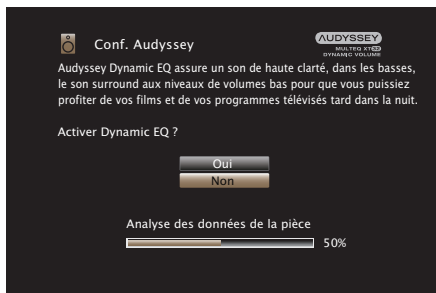 Conf. Audyssey
AUDYSSEY
MULTEQ XT32
DYNAMIC VOLUME
Audyssey Dynamic EQ assure un son de haute clarté, dans les basses,
le son surround aux niveaux de volumes bas pour que vous puissiez
profiter de vos films et de vos programmes télévisés tard dans la nuit.
Activer Dynamic EQ ?
Oui
Non
Analyse des données de la pièce
50%